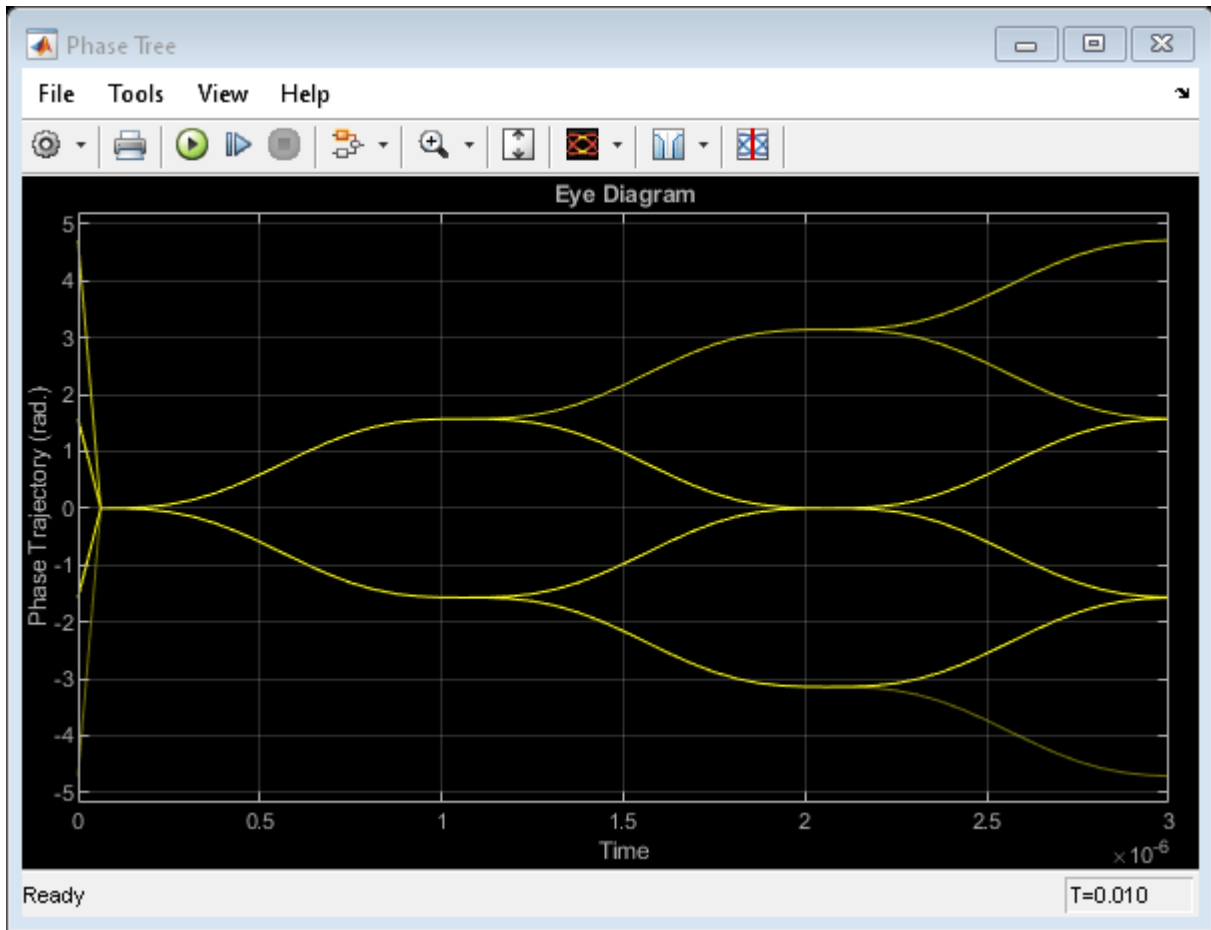 Phase Tree
File Tools View Help
Eye Diagram
Phase Trajectory (rad.)
5
4
3
2
1
0
-1
-2
-3
-4
-5
0 0.5 1 1.5 2 2.5 3
Time
×10^-6
Ready T=0.010